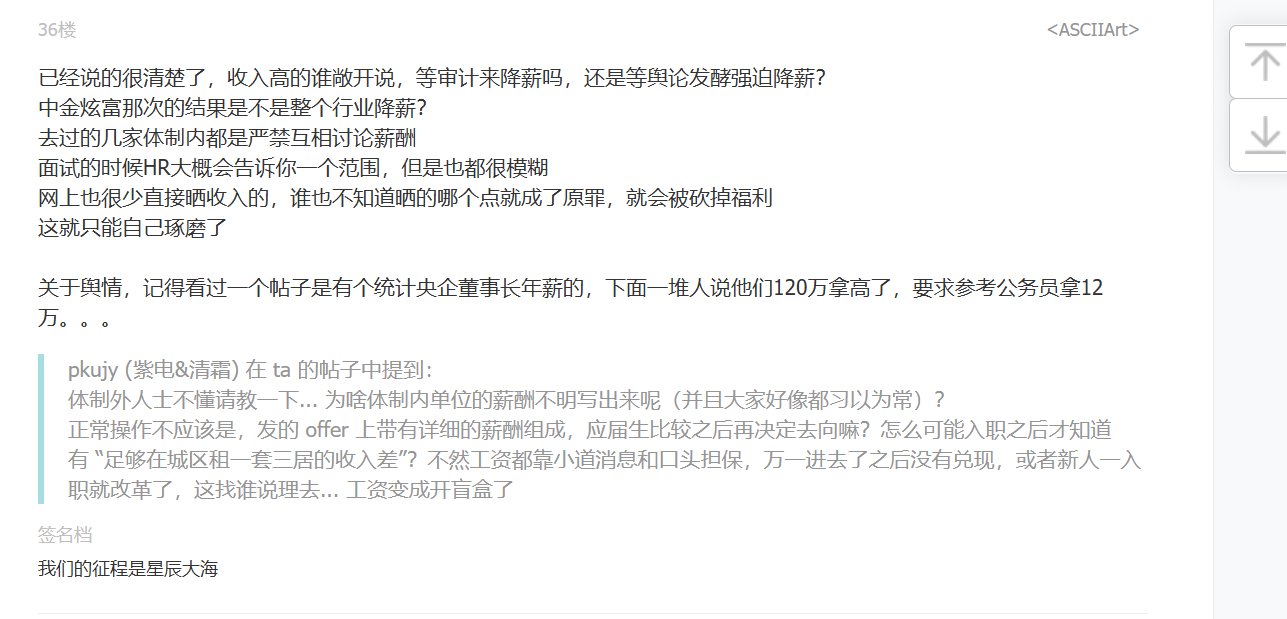 36楼
<ASCIIArt>
已经说的很清楚了，收入高的谁敞开说，等审计来降薪吗，还是等舆论发酵强迫降薪？
中金炫富那次的结果是不是整个行业降薪？
去过的几家体制内都是严禁互相讨论薪酬
面试的时候HR大概会告诉你一个范围，但是也都很模糊
网上也很少直接晒收入的，谁也不知道晒的哪个点就成了原罪，就会被砍掉福利
这就只能自己琢磨了
关于舆情，记得看过一个帖子是有个统计央企董事长年薪的，下面一堆人说他们120万拿高了，要求参考公务员拿12
万。。。
pkujy (紫电&清霜) 在 ta 的帖子中提到：
体制外人士不懂请教一下... 为啥体制内单位的薪酬不明写出来呢（并且大家好像都习以为常）？
正常操作不应该是，发的 offer 上带有详细的薪酬组成，应届生比较之后再决定去向嘛？怎么可能入职之后才知道
有 “足够在城区租一套三居的收入差”？不然工资都靠小道消息和口头担保，万一进去了之后没有兑现，或者新人一入
职就改革了，这找谁说理去... 工资变成开盲盒了
签名档
我们的征程是星辰大海